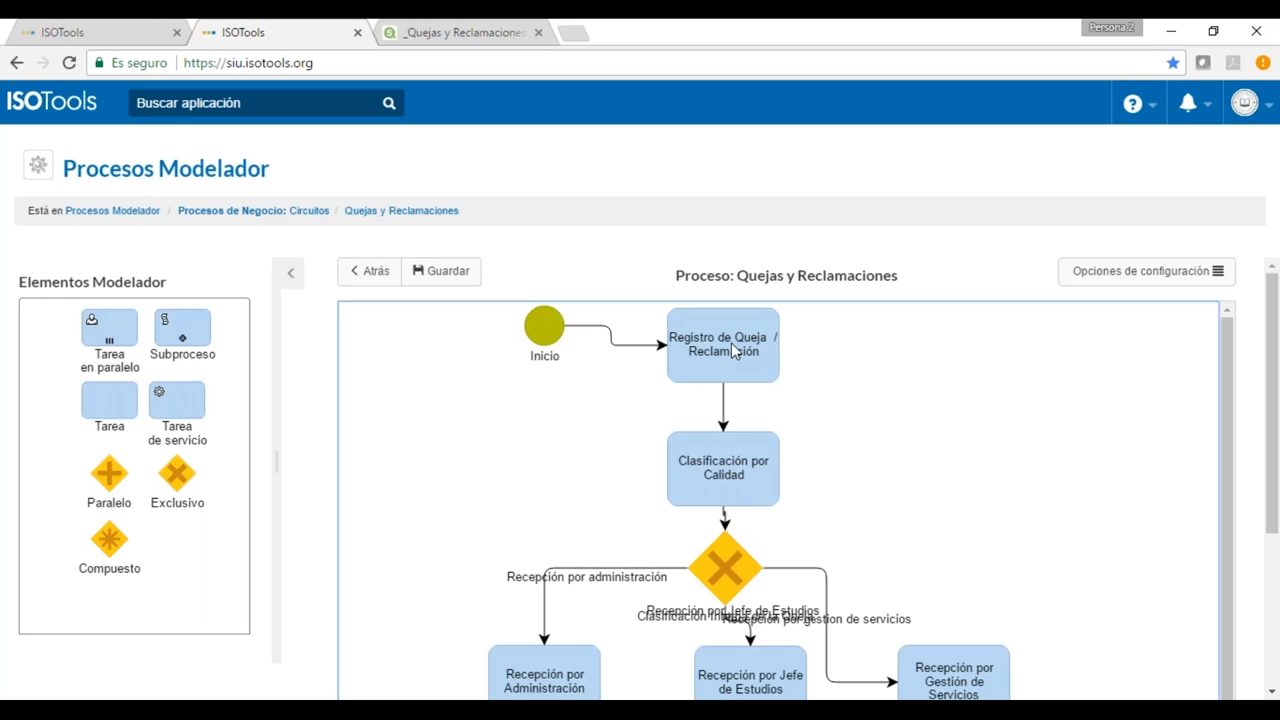 ISOTools
ISOTools
_Quejas y Reclamaciones
Persona 2
Es seguro
https://siu.isotools.org
ISOTools
Buscar aplicación
Procesos Modelador
Está en Procesos Modelador / Procesos de Negocio: Circuitos / Quejas y Reclamaciones
Elementos Modelador
Atrás
Guardar
Proceso: Quejas y Reclamaciones
Opciones de configuración
Tarea
en paralelo
Subproceso
Tarea
Tarea
de servicio
Paralelo
Exclusivo
Compuesto
Inicio
Registro de Queja /
Reclamación
Clasificación por
Calidad
Recepción por administración
Recepción por Jefe de Estudios
Recepción por gestion de servicios
Recepción por
Administración
Recepción por Jefe
de Estudios
Recepción por
Gestión de
Servicios